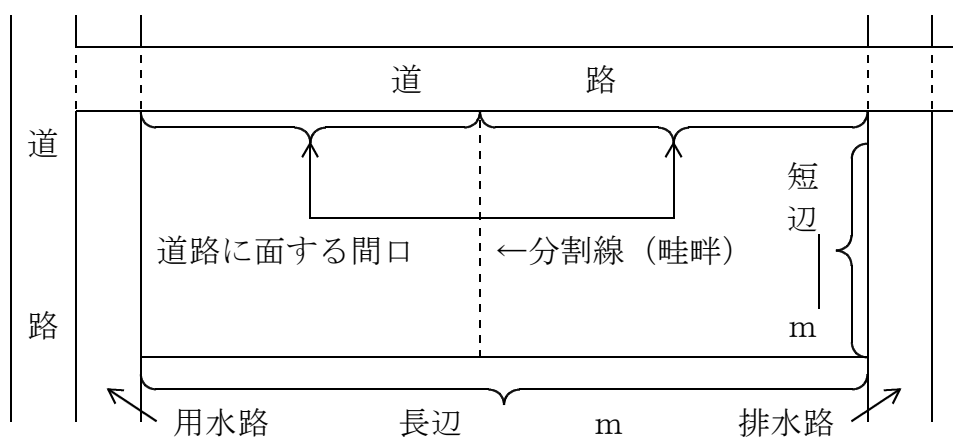 道　路
道　路
短辺　m
道路に面する間口
←分割線（畦畔）
用水路
長辺　m
排水路